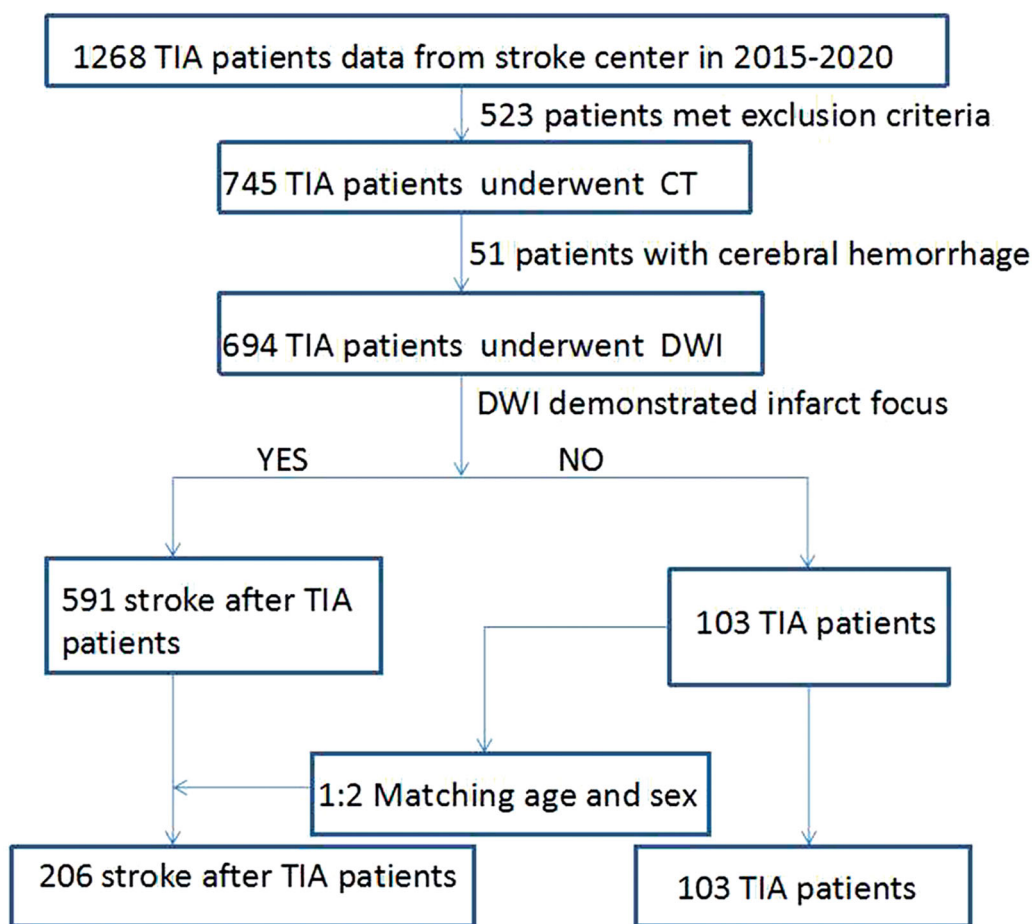 1268 TIA patients data from stroke center in 2015-2020
523 patients met exclusion criteria
745 TIA patients underwent CT
51 patients with cerebral hemorrhage
694 TIA patients underwent DWI
DWI demonstrated infarct focus
YES
NO
591 stroke after TIA
patients
103 TIA patients
1:2 Matching age and sex
206 stroke after TIA patients
103 TIA patients